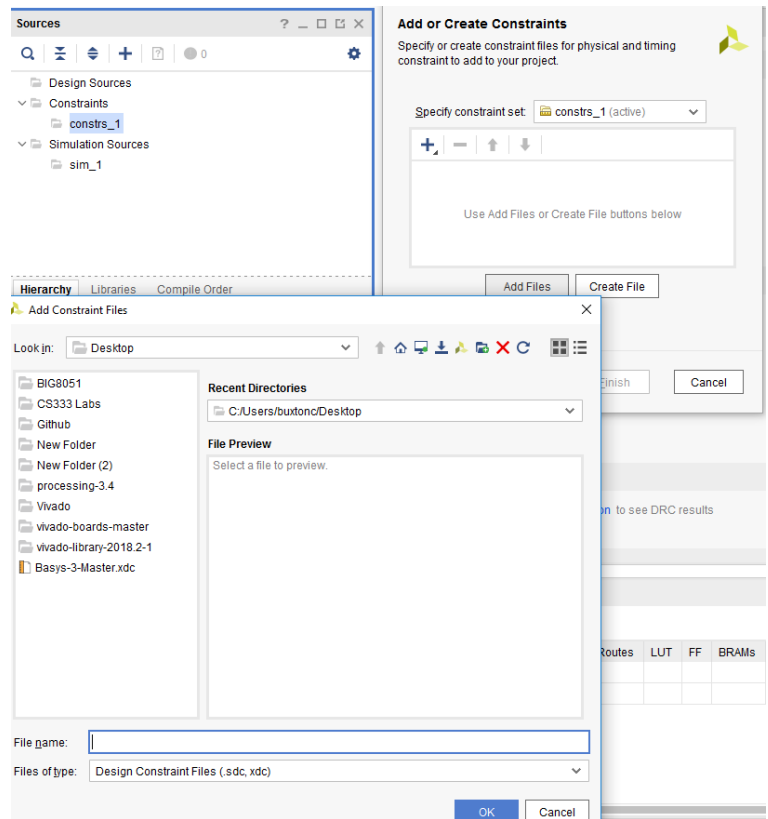 Sources
0
Design Sources
Constraints
constrs_1
Simulation Sources
sim_1
Hierarchy Libraries Compile Order
Add or Create Constraints
Specify or create constraint files for physical and timing
constraint to add to your project.
Specify constraint set: constrs_1 (active)
Use Add Files or Create File buttons below
Add Files Create File
Finish Cancel
Add Constraint Files
Look in: Desktop
BIG8051
CS333 Labs
Github
New Folder
New Folder (2)
processing-3.4
Vivado
vivado-boards-master
vivado-library-2018.2-1
Basys-3-Master.xdc
Recent Directories
C:/Users/buxtonc/Desktop
File Preview
Select a file to preview.
File name:
Files of type: Design Constraint Files (.sdc, xdc)
OK Cancel
to see DRC results
Routes LUT FF BRAMs